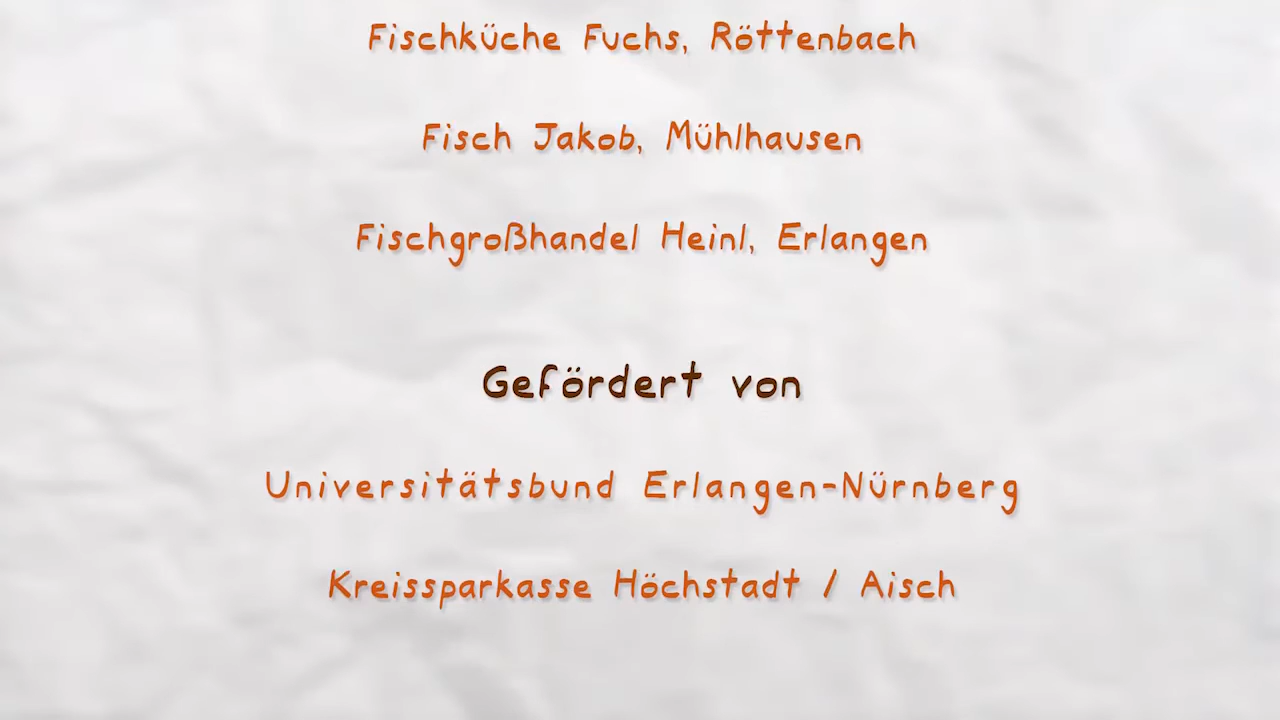 Fischküche Fuchs, Röttenbach
Fisch Jakob, Mühlhausen
Fischgroßhandel Heinl, Erlangen
Gefördert von
Universitätsbund Erlangen-Nürnberg
Kreissparkasse Höchstadt / Aisch